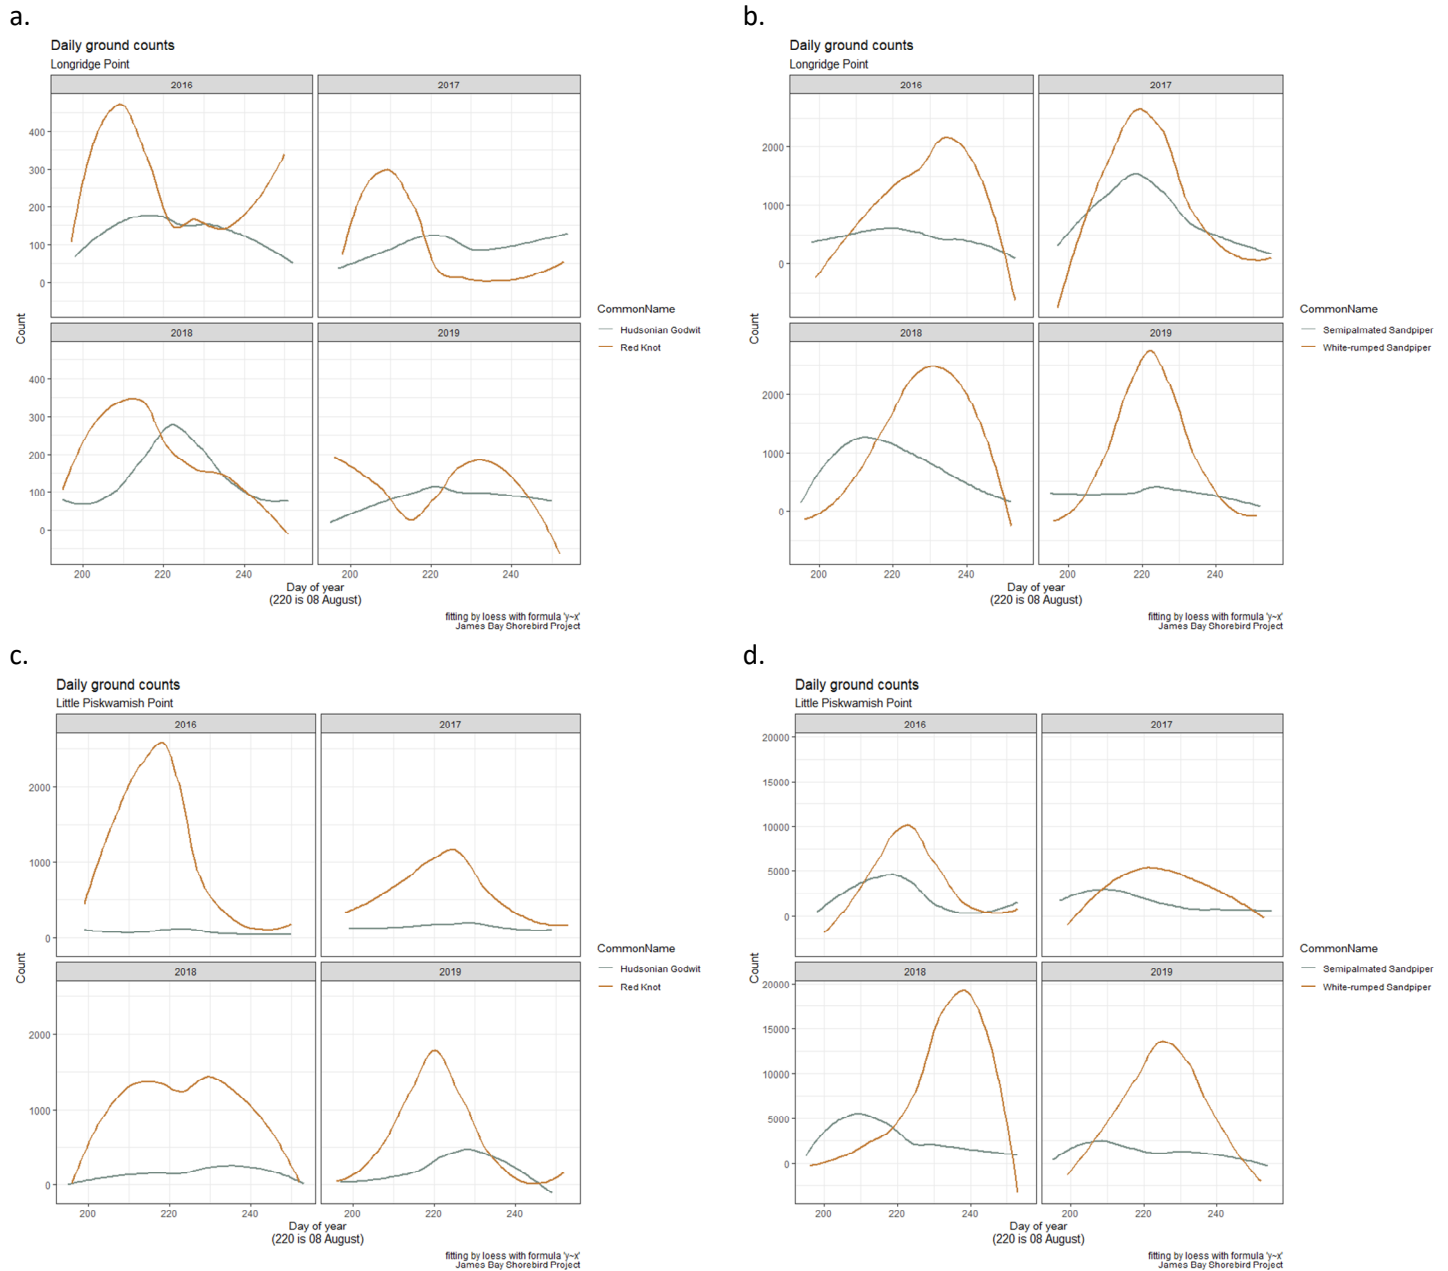 a.
Daily ground counts
Longridge Point
2016
2017
400
300
200
100
0
2018
2019
400
300
200
100
0
Count
200
220
240
200
220
240
Day of year
(220 is 08 August)
fitting by loess with formula 'y~x'
James Bay Shorebird Project
CommonName
Hudsonian Godwit
Red Knot
b.
Daily ground counts
Longridge Point
2016
2017
2000
1000
0
2018
2019
2000
1000
0
Count
200
220
240
200
220
240
Day of year
(220 is 08 August)
fitting by loess with formula 'y~x'
James Bay Shorebird Project
CommonName
Semipalmated Sandpiper
White-rumped Sandpiper
c.
Daily ground counts
Little Piskwamish Point
2016
2017
2000
1000
0
2018
2019
2000
1000
0
Count
200
220
240
200
220
240
Day of year
(220 is 08 August)
fitting by loess with formula 'y~x'
James Bay Shorebird Project
CommonName
Hudsonian Godwit
Red Knot
d.
Daily ground counts
Little Piskwamish Point
2016
2017
20000
15000
10000
5000
0
2018
2019
20000
15000
10000
5000
0
Count
200
220
240
200
220
240
Day of year
(220 is 08 August)
fitting by loess with formula 'y~x'
James Bay Shorebird Project
CommonName
Semipalmated Sandpiper
White-rumped Sandpiper